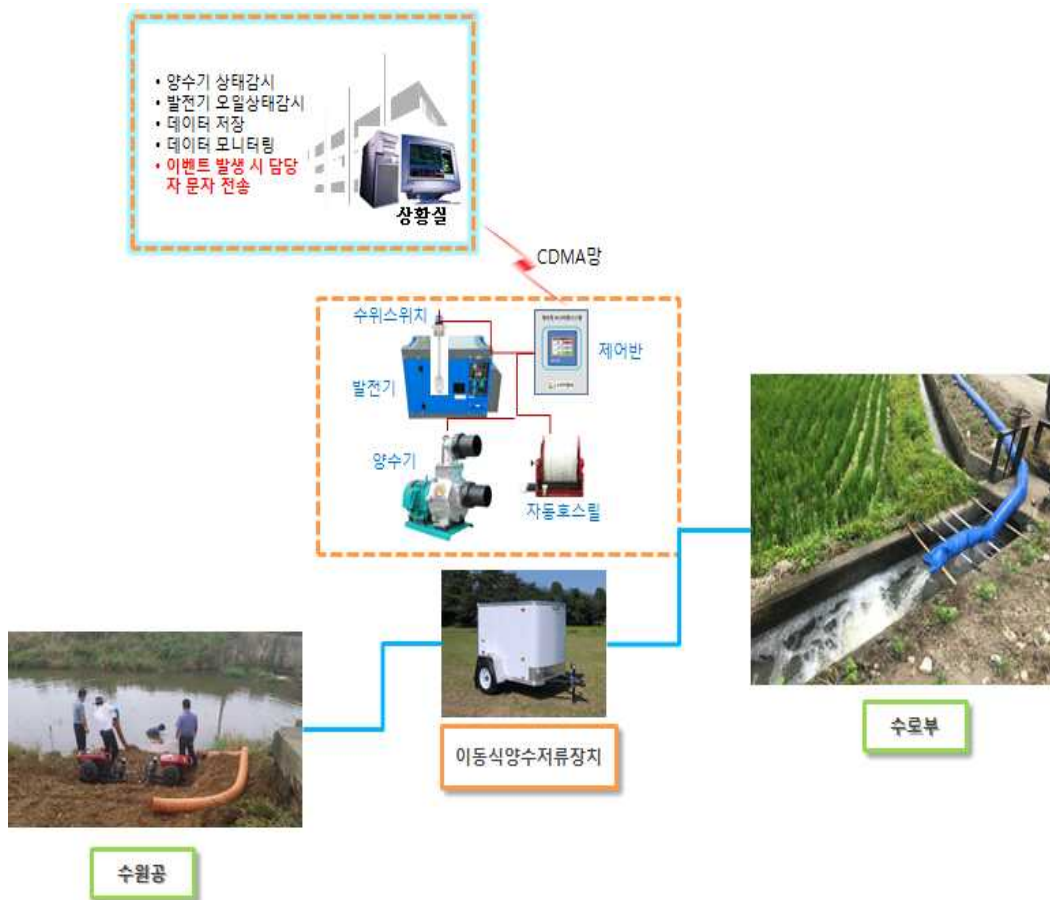 • 양수기 상태감시
• 발전기 오일상태감시
• 데이터 저장
• 데이터 모니터링
• 이벤트 발생 시 담당
자 문자 전송
상황실
CDMA망
수위스위치
제어반
발전기
양수기
자동호스릴
수로부
이동식양수저류장치
수원공